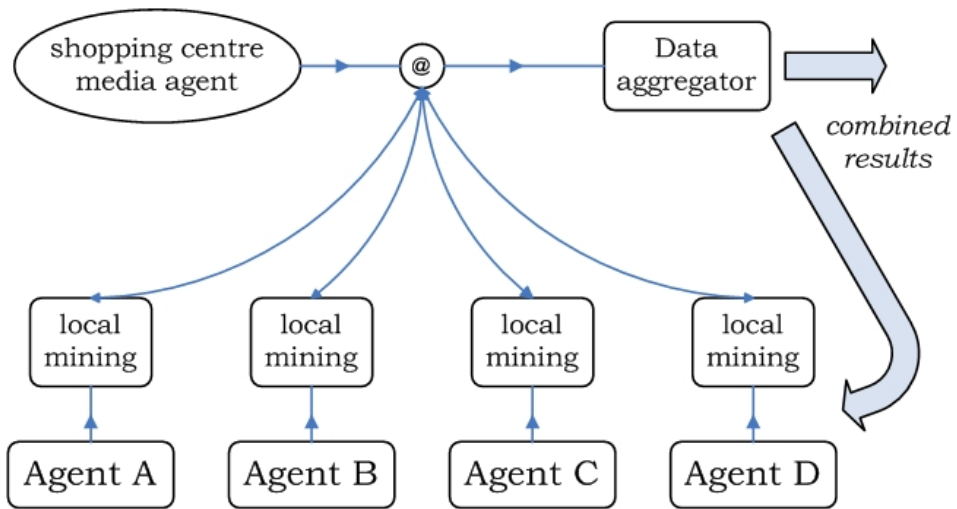 shopping centre
media agent
@
Data
aggregator
combined
results
local
mining
local
mining
local
mining
local
mining
Agent A
Agent B
Agent C
Agent D